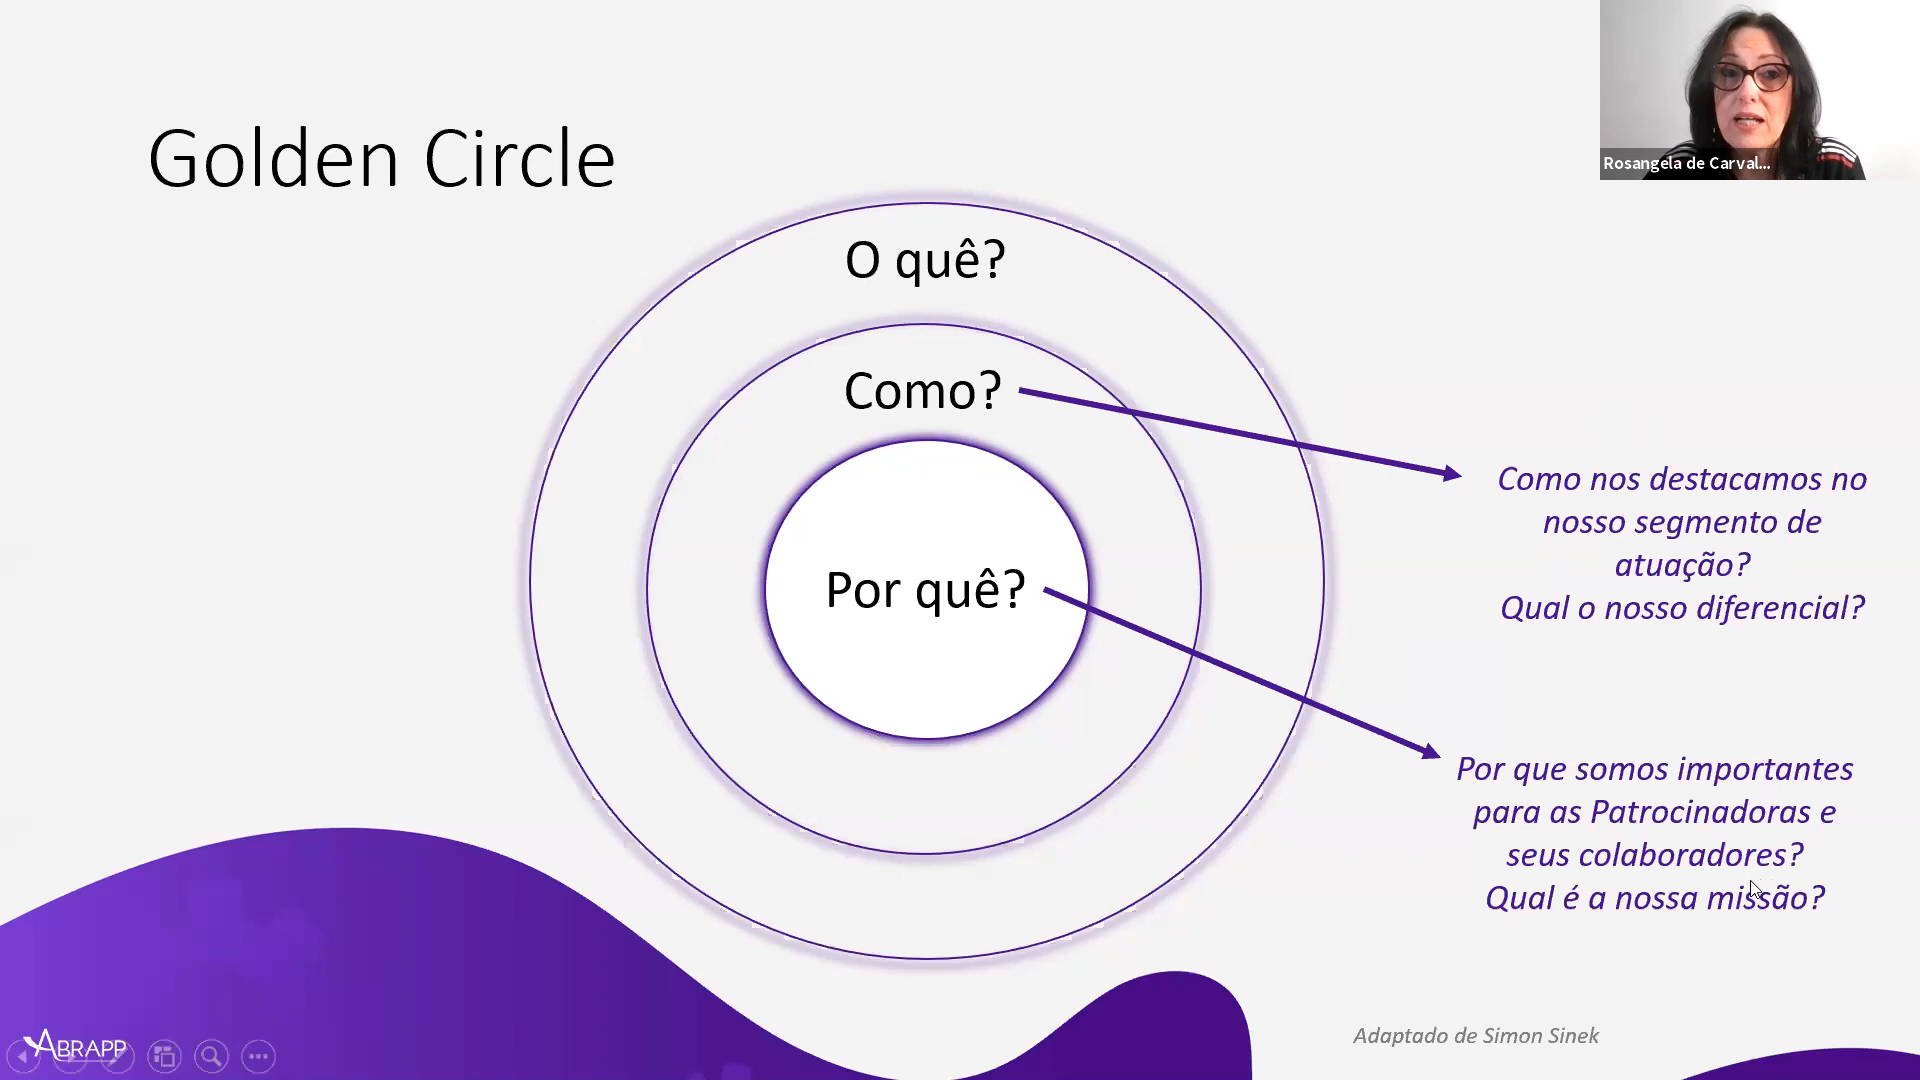 Rosangela de Carval...
Golden Circle
O quê?
Como?
Por quê?
Como nos destacamos no
nosso segmento de
atuação?
Qual o nosso diferencial?
Por que somos importantes
para as Patrocinadoras e
seus colaboradores?
Qual é a nossa missão?
Adaptado de Simon Sinek
ABRAPP